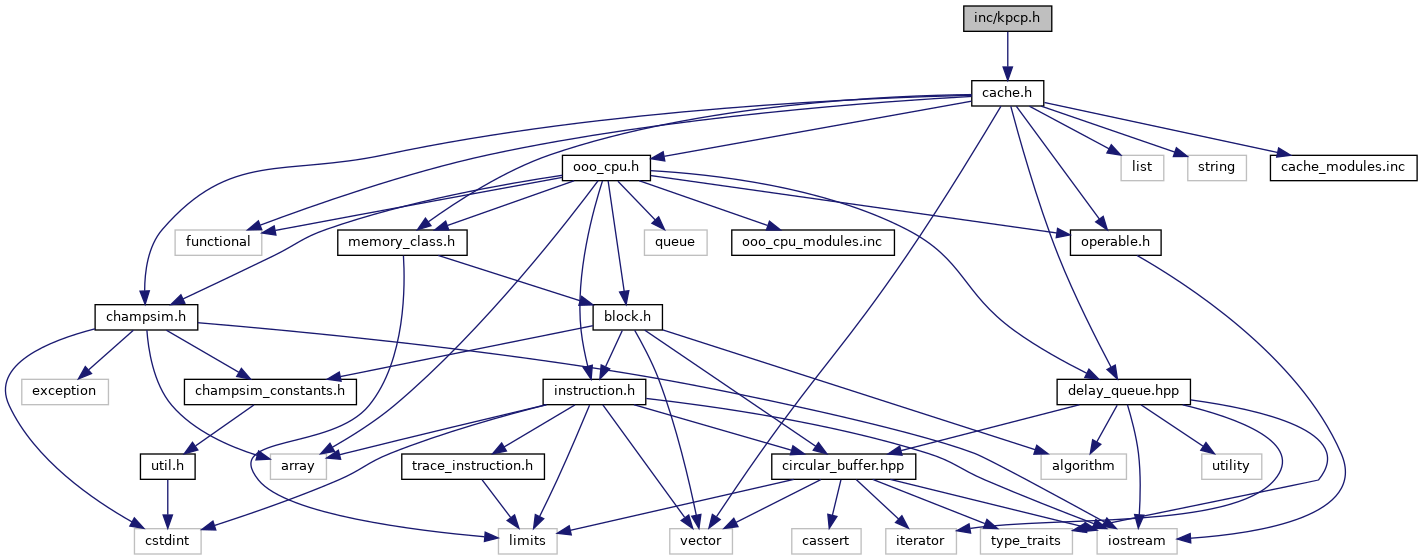 inc/kpcp.h
cache.h
ooo_cpu.h
list
string
cache_modules.inc
functional
memory_class.h
queue
ooo_cpu_modules.inc
operable.h
champsim.h
block.h
exception
champsim_constants.h
instruction.h
delay_queue.hpp
util.h
array
trace_instruction.h
circular_buffer.hpp
algorithm
utility
cstdint
limits
vector
cassert
iterator
type_traits
iostream